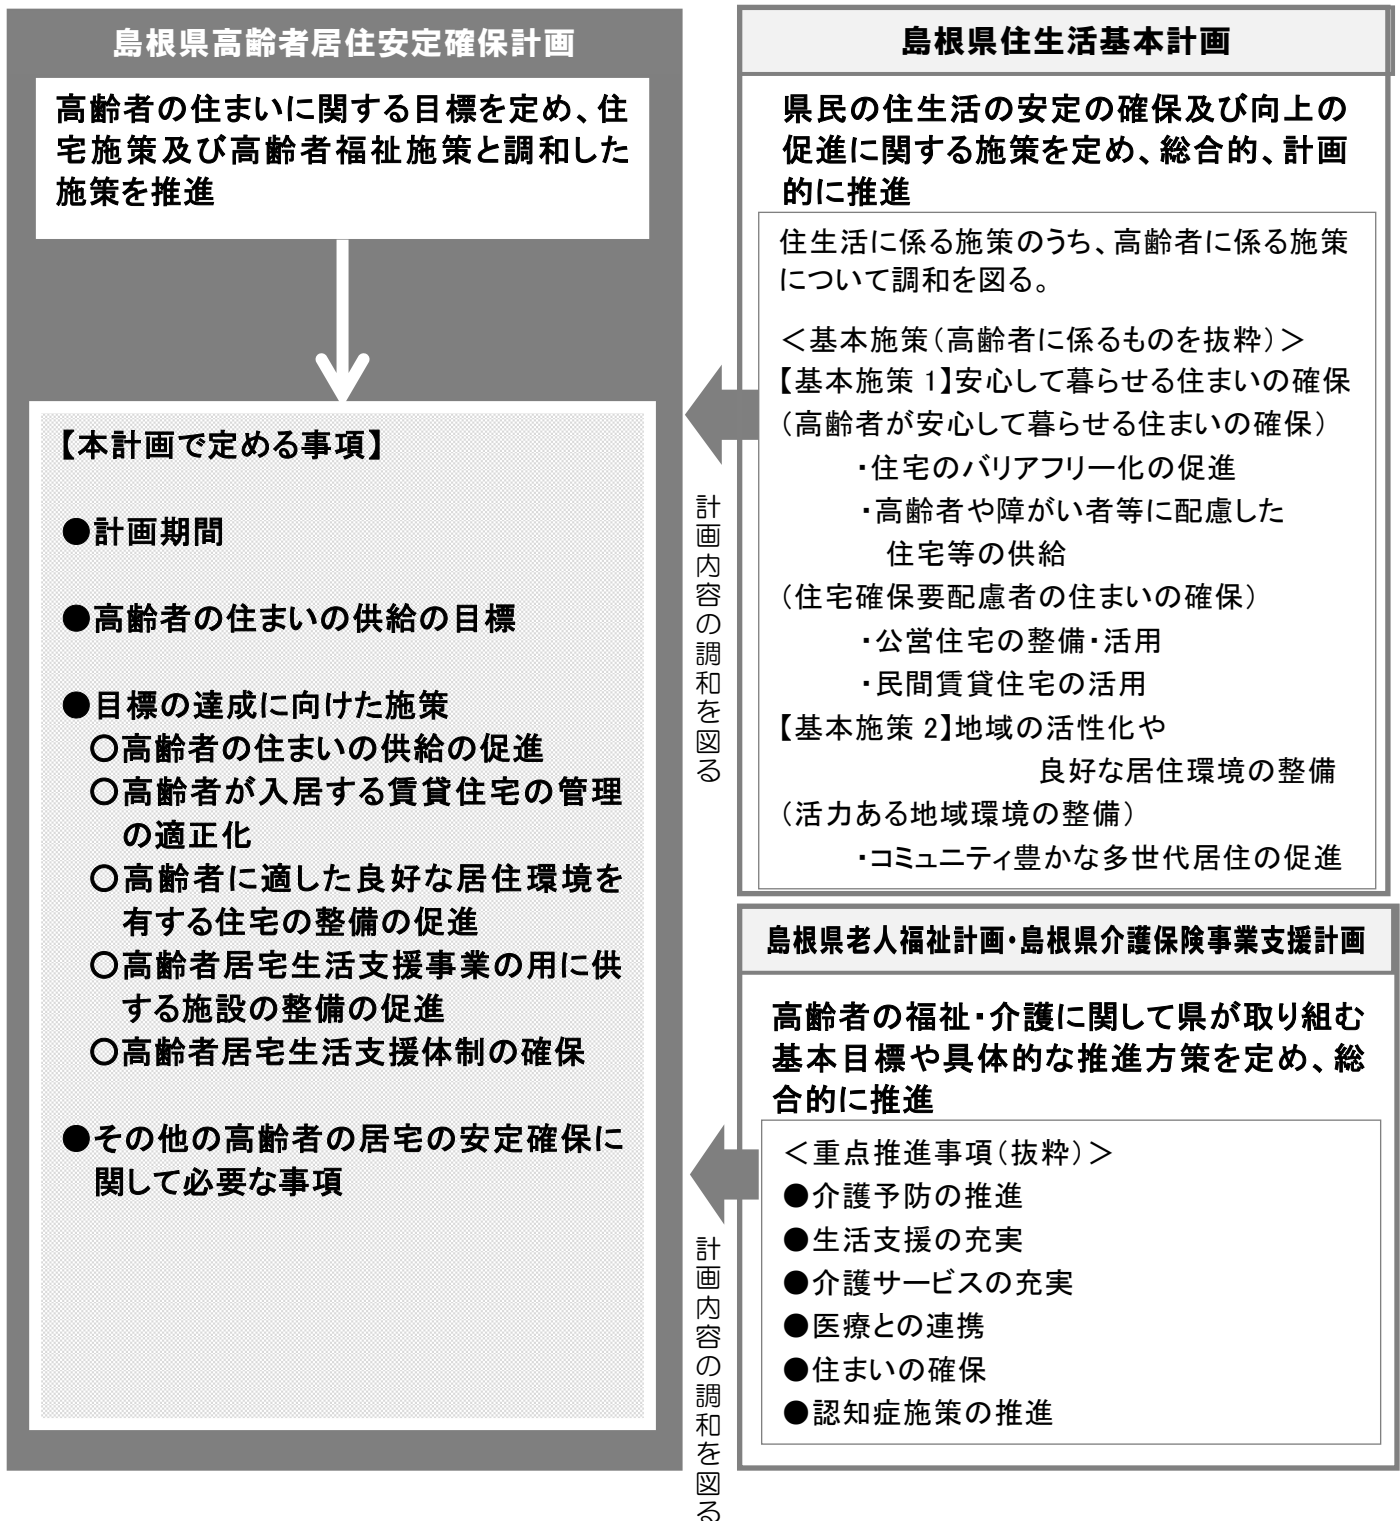 島根県高齢者居住安定確保計画
高齢者の住まいに関する目標を定め、住
宅施策及び高齢者福祉施策と調和した
施策を推進
【本計画で定める事項】
●計画期間
●高齢者の住まいの供給の目標
●目標の達成に向けた施策
○高齢者の住まいの供給の促進
○高齢者が入居する賃貸住宅の管理
の適正化
○高齢者に適した良好な居住環境を
有する住宅の整備の促進
○高齢者居宅生活支援事業の用に供
する施設の整備の促進
○高齢者居宅生活支援体制の確保
●その他の高齢者の居宅の安定確保に
関して必要な事項
計画内容の調和を図る
計画内容の調和を図る
島根県住生活基本計画
県民の住生活の安定の確保及び向上の
促進に関する施策を定め、総合的、計画
的に推進
住生活に係る施策のうち、高齢者に係る施策
について調和を図る。
＜基本施策（高齢者に係るものを抜粋）＞
【基本施策 1】安心して暮らせる住まいの確保
（高齢者が安心して暮らせる住まいの確保）
・住宅のバリアフリー化の促進
・高齢者や障がい者等に配慮した
住宅等の供給
（住宅確保要配慮者の住まいの確保）
・公営住宅の整備・活用
・民間賃貸住宅の活用
【基本施策 2】地域の活性化や
良好な居住環境の整備
（活力ある地域環境の整備）
・コミュニティ豊かな多世代居住の促進
島根県老人福祉計画・島根県介護保険事業支援計画
高齢者の福祉・介護に関して県が取り組む
基本目標や具体的な推進方策を定め、総
合的に推進
＜重点推進事項（抜粋）＞
●介護予防の推進
●生活支援の充実
●介護サービスの充実
●医療との連携
●住まいの確保
●認知症施策の推進